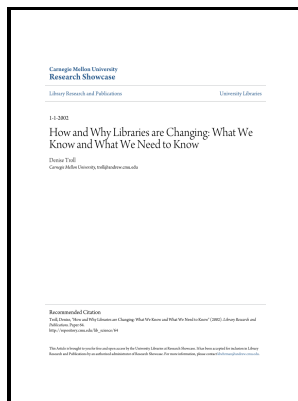 Carnegie Mellon University
Research Showcase
Library Research and Publications University Libraries
1-1-2002
How and Why Libraries are Changing: What We
Know and What We Need to Know
Denise Troll
Carnegie Mellon University, troll@andrew.cmu.edu
Recommended Citation
Troll, Denise, "How and Why Libraries are Changing: What We Know and What We Need to Know" (2002). Library Research and
Publications. Paper 64.
http://repository.cmu.edu/lib_science/64
This Article is brought to you for free and open access by the University Libraries at Research Showcase. It has been accepted for inclusion in Library
Research and Publications by an authorized administrator of Research Showcase. For more information, please contact